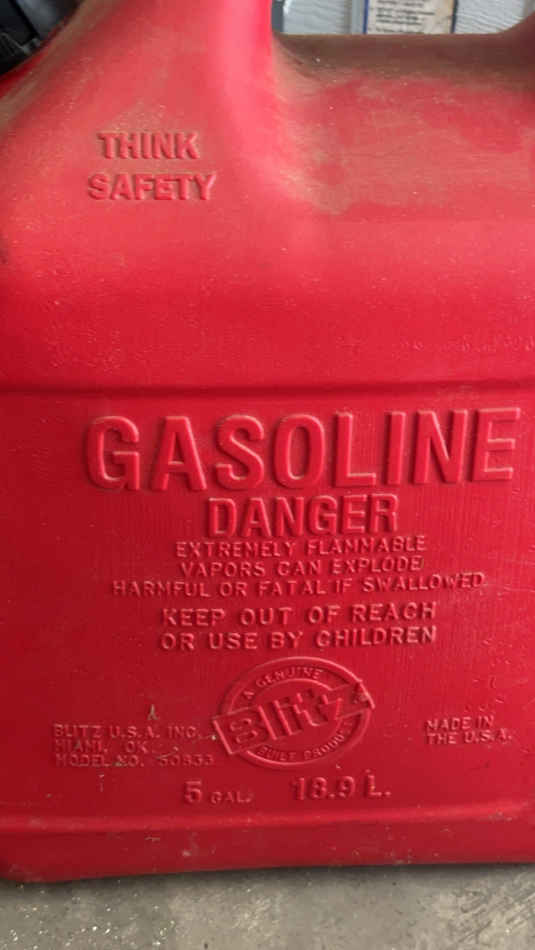 THINK
SAFETY
GASOLINE
DANGER
EXTREMELY FLAMMABLE
VAPORS CAN EXPLODE
HARMFUL OR FATAL IF SWALLOWED
KEEP OUT OF REACH
OR USE BY CHILDREN
A GENUINE
Blitz
BUILT PRODUCT
BLITZ U.S.A. INC.
MIAMI, OK.
MODEL NO. 50833
MADE IN
THE U.S.A.
5 GAL. 18.9 L.